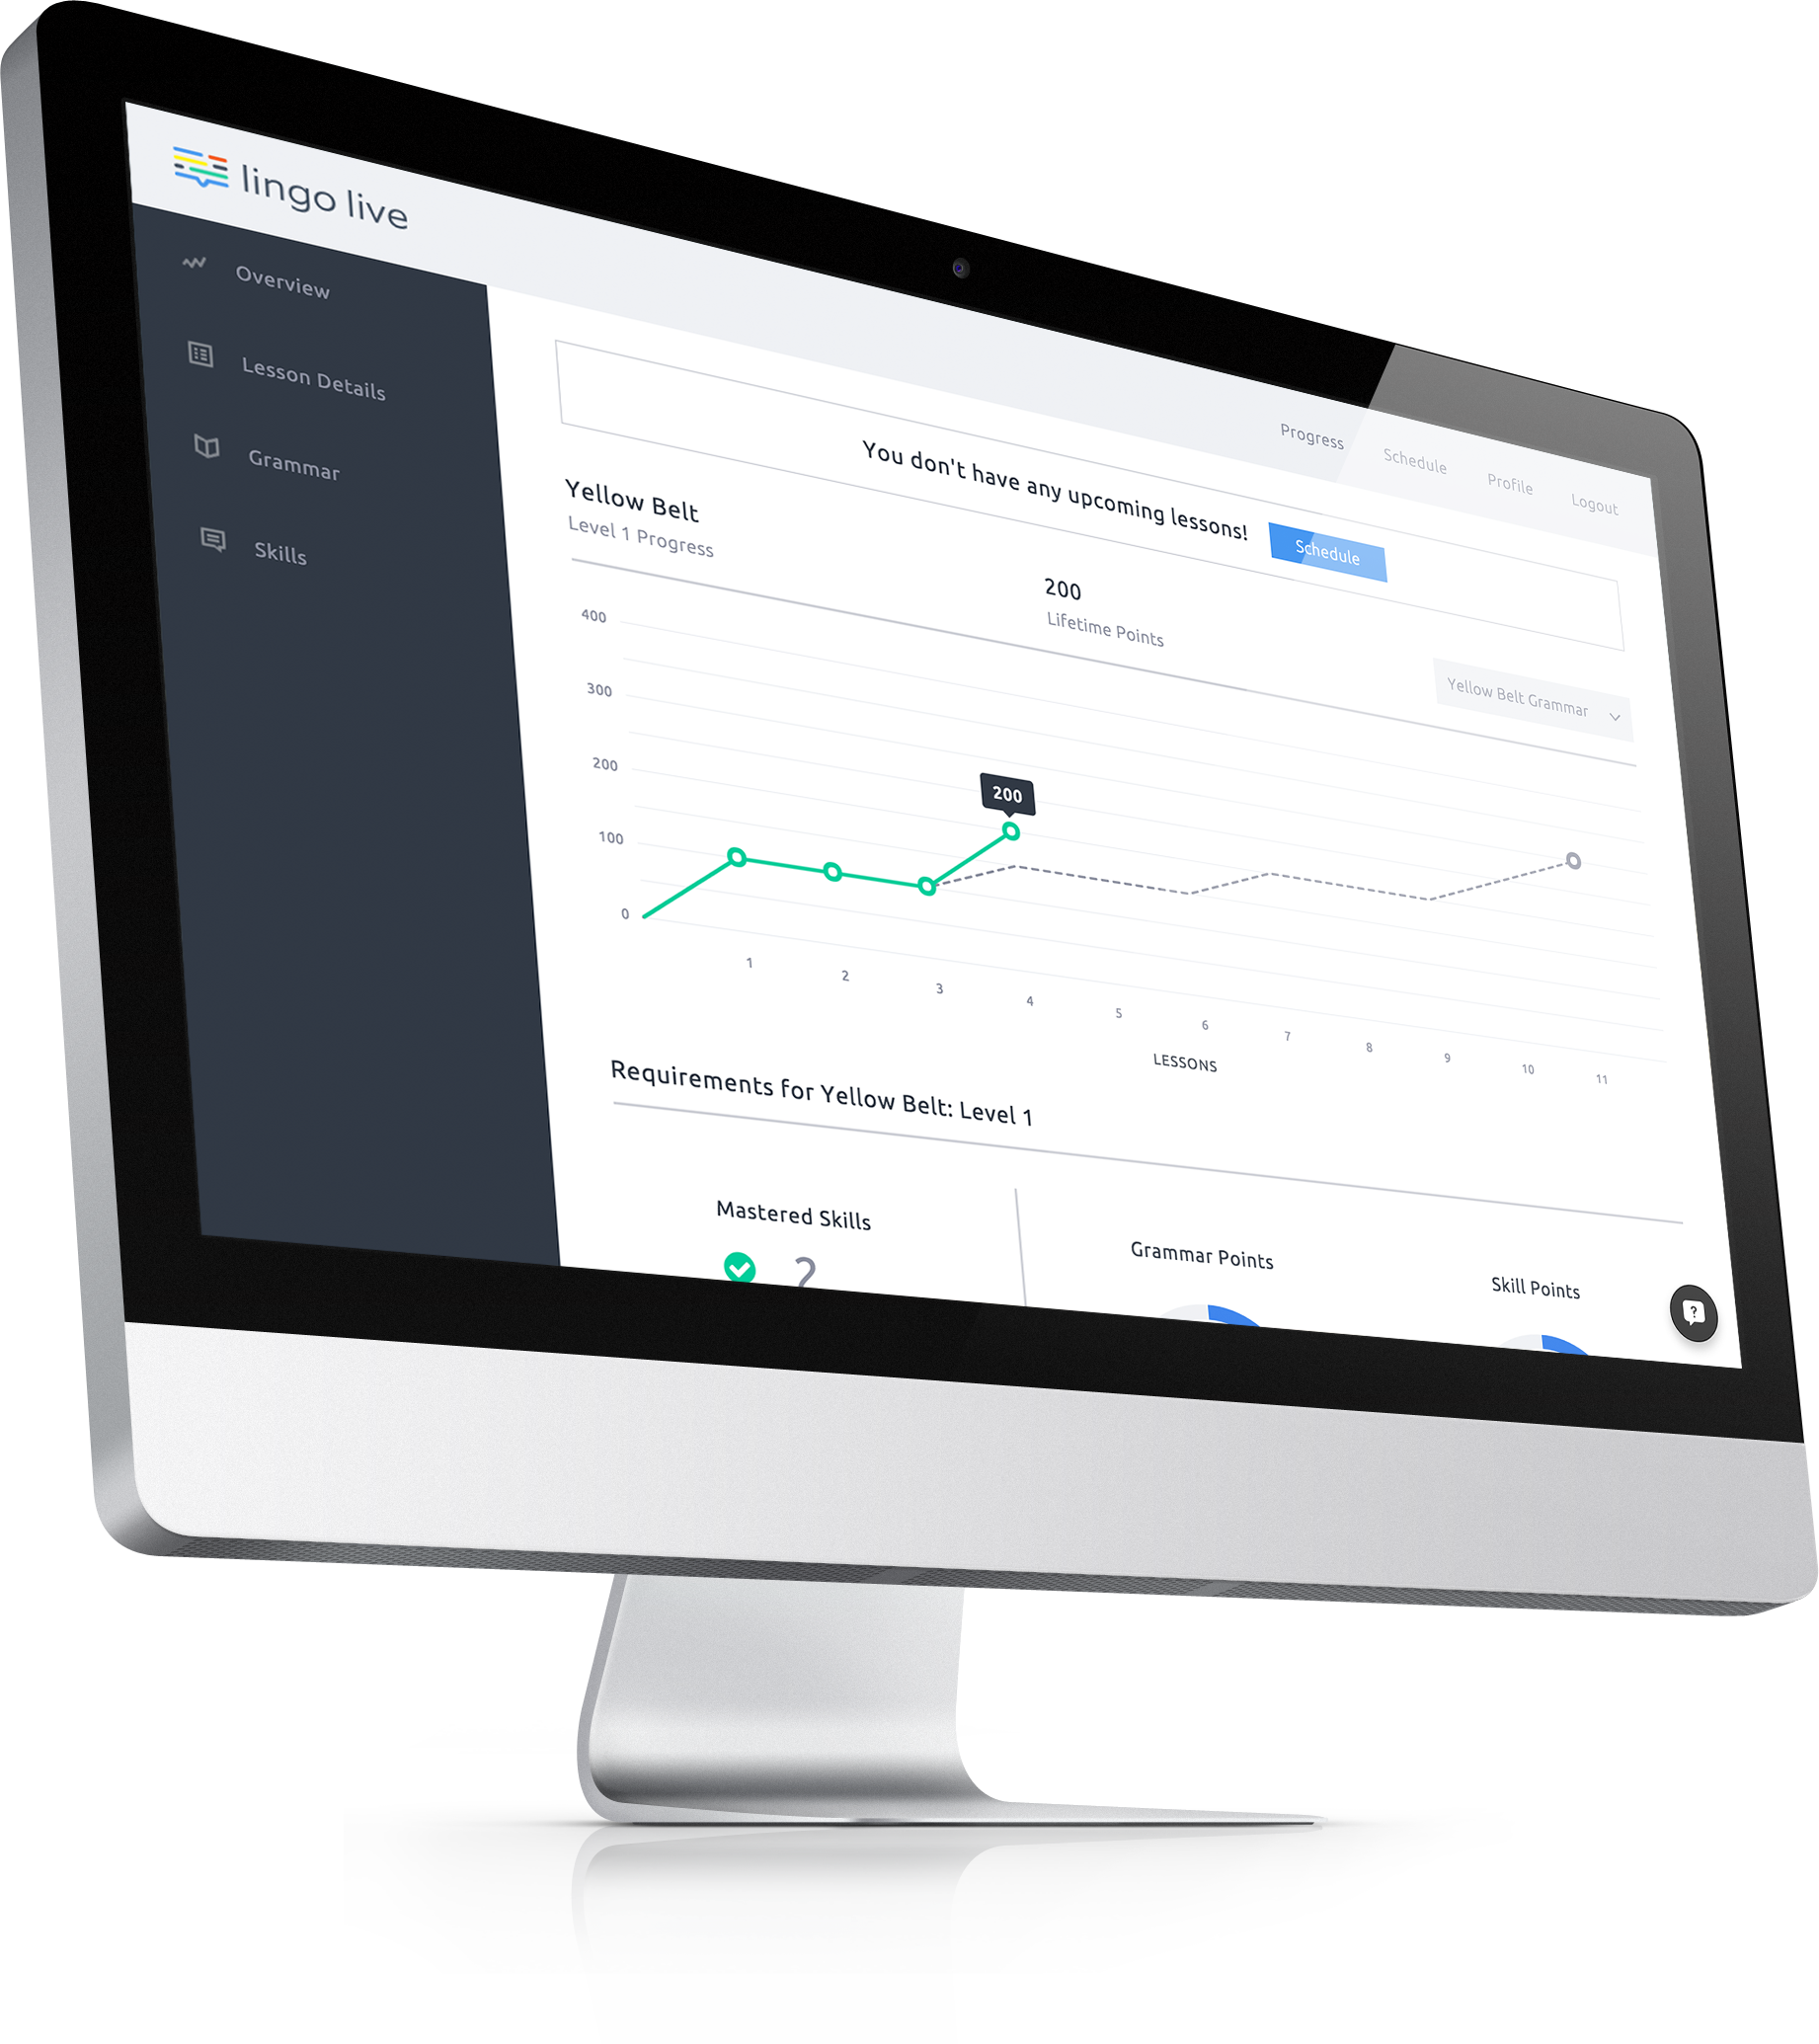 lingo live
Progress
Schedule
Profile
Logout
Overview
Lesson Details
Grammar
Skills
You don't have any upcoming lessons!
Schedule
Yellow Belt
Level 1 Progress
200
Lifetime Points
Yellow Belt Grammar
400
300
200
100
0
200
1 2 3 4 5 6 7 8 9 10 11
LESSONS
Requirements for Yellow Belt: Level 1
Mastered Skills
Grammar Points
Skill Points
?